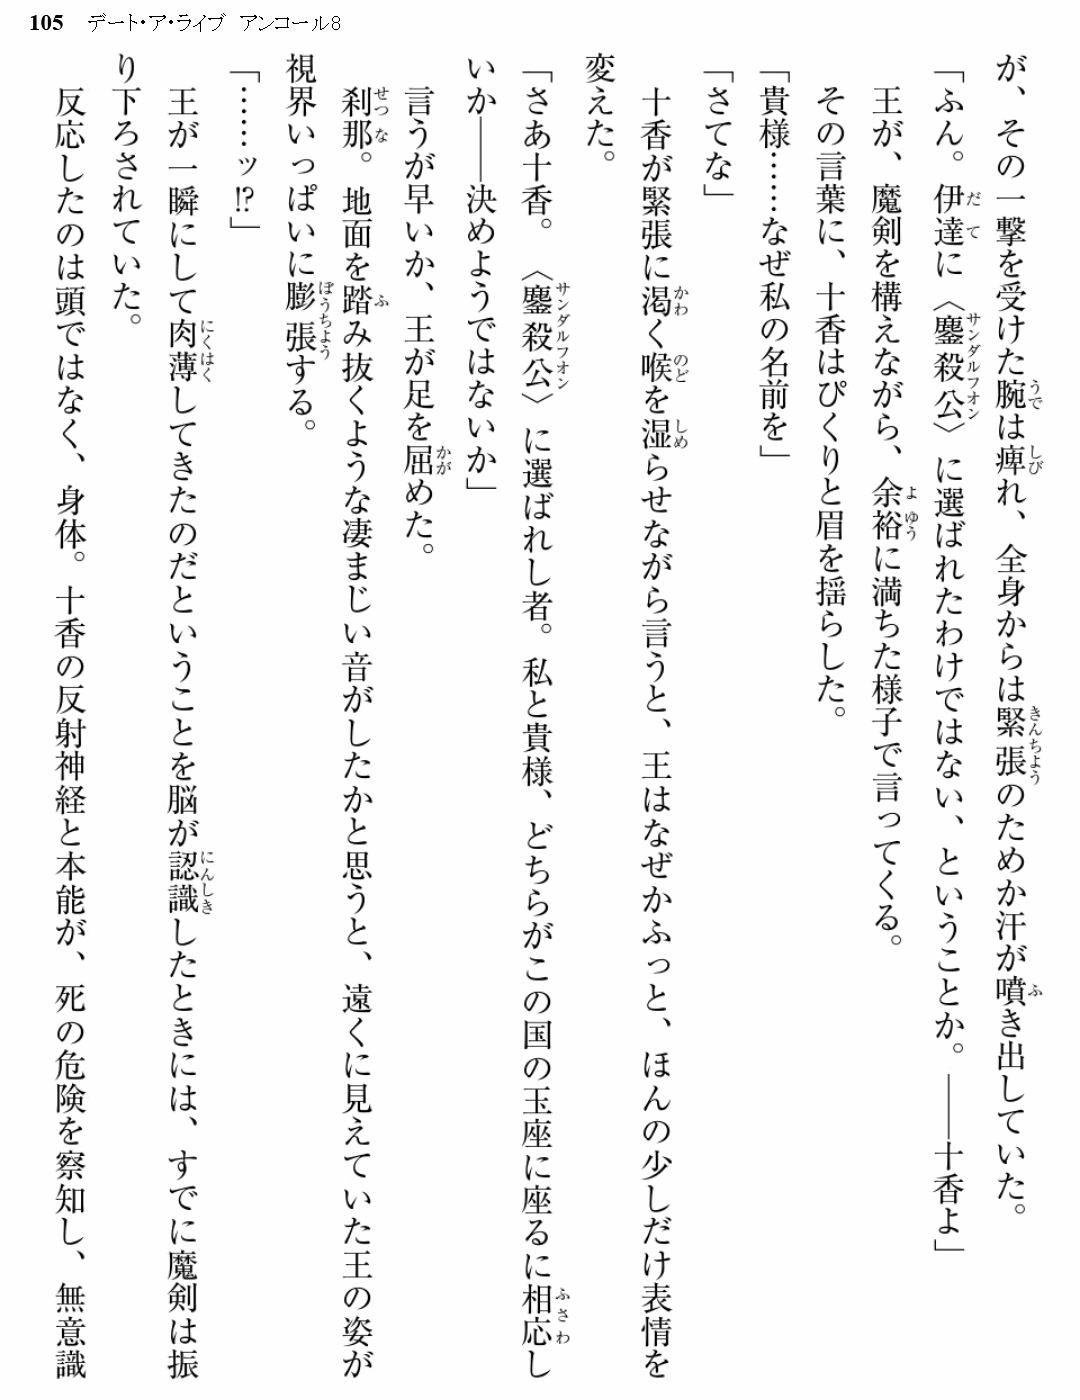 105 デート・ア・ライブ アンコール8
が、その一撃を受けた腕は痺れ、全身からは緊張のためか汗が噴き出していた。
「ふん。伊達に〈鏖殺公〉に選ばれたわけではない、ということか。――十香よ」
王が、魔剣を構えながら、余裕に満ちた様子で言ってくる。
その言葉に、十香はぴくりと眉を揺らした。
「貴様……なぜ私の名前を」
「さてな」
十香が緊張に渇く喉を湿らせながら言うと、王はなぜかふっと、ほんの少しだけ表情を
変えた。
「さあ十香。〈鏖殺公〉に選ばれし者。私と貴様、どちらがこの国の玉座に座るに相応し
いか――決めようではないか」
言うが早いか、王が足を屈めた。
刹那。地面を踏み抜くような凄まじい音がしたかと思うと、遠くに見えていた王の姿が
視界いっぱいに膨張する。
「……ッ!?」
王が一瞬にして肉薄してきたのだということを脳が認識したときには、すでに魔剣は振
り下ろされていた。
反応したのは頭ではなく、身体。十香の反射神経と本能が、死の危険を察知し、無意識